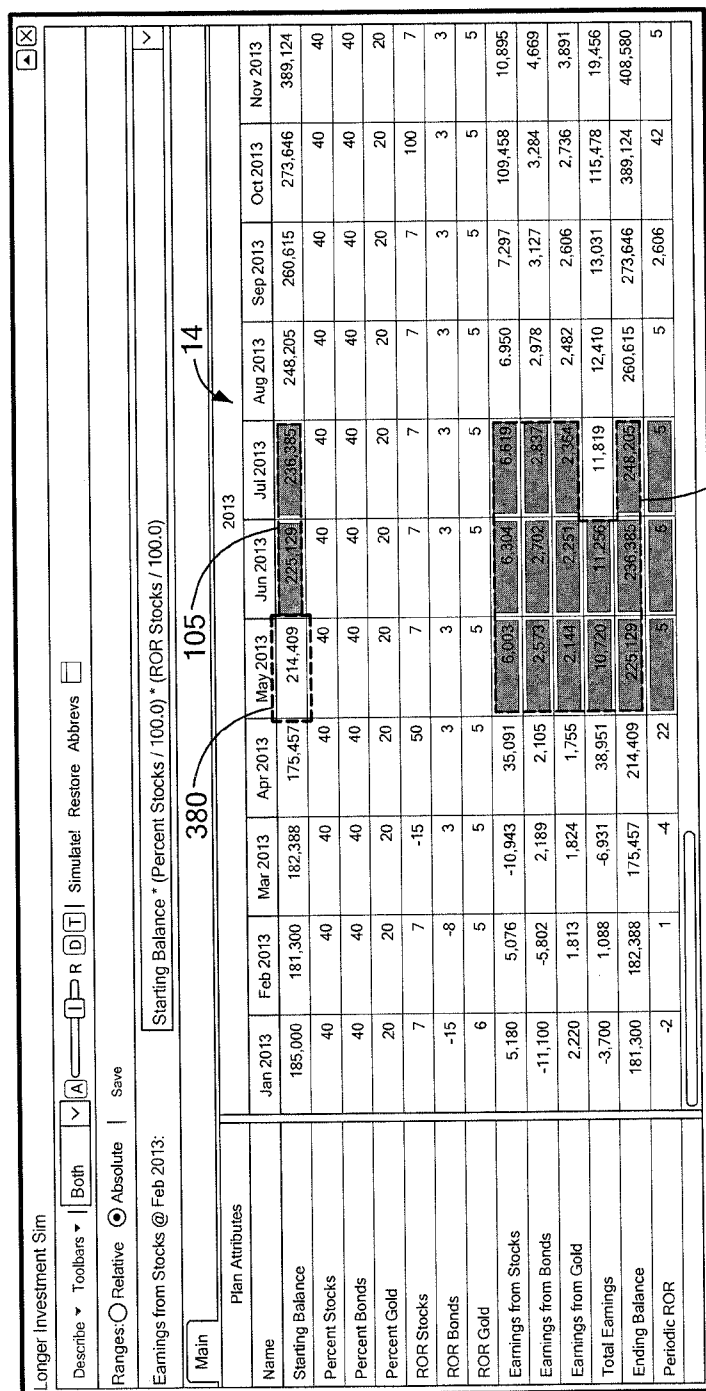 Longer Investment Sim
Describe ▾ Toolbars ▾ | Both A I R D T | Simulate! Restore Abbrevs
Ranges: Relative Absolute | Save
Earnings from Stocks @ Feb 2013: Starting Balance * (Percent Stocks / 100.0) * (ROR Stocks / 100.0)
Main
380 105 14
Plan Attributes 2013
Name Jan 2013 Feb 2013 Mar 2013 Apr 2013 May 2013 Jun 2013 Jul 2013 Aug 2013 Sep 2013 Oct 2013 Nov 2013
Starting Balance 185,000 181,300 182,388 175,457 214,409 225,129 236,385 248,205 260,615 273,646 389,124
Percent Stocks 40 40 40 40 40 40 40 40 40 40 40
Percent Bonds 40 40 40 40 40 40 40 40 40 40 40
Percent Gold 20 20 20 20 20 20 20 20 20 20 20
ROR Stocks 7 7 -15 50 7 7 7 7 7 100 7
ROR Bonds -15 -8 3 3 3 3 3 3 3 3 3
ROR Gold 6 5 5 5 5 5 5 5 5 5 5
Earnings from Stocks 5,180 5,076 -10,943 35,091 6,003 6,304 6,619 6.950 7,297 109,458 10,895
Earnings from Bonds -11,100 -5,802 2,189 2,105 2,573 2,702 2,837 2,978 3,127 3,284 4,669
Earnings from Gold 2,220 1,813 1,824 1,755 2,144 2,251 2,364 2,482 2,606 2,736 3,891
Total Earnings -3,700 1,088 -6,931 38,951 10,720 11,256 11,819 12,410 13,031 115,478 19,456
Ending Balance 181,300 182,388 175,457 214,409 225,129 236,385 248,205 260,615 273,646 389,124 408,580
Periodic ROR -2 1 -4 22 5 5 5 5 2,606 42 5